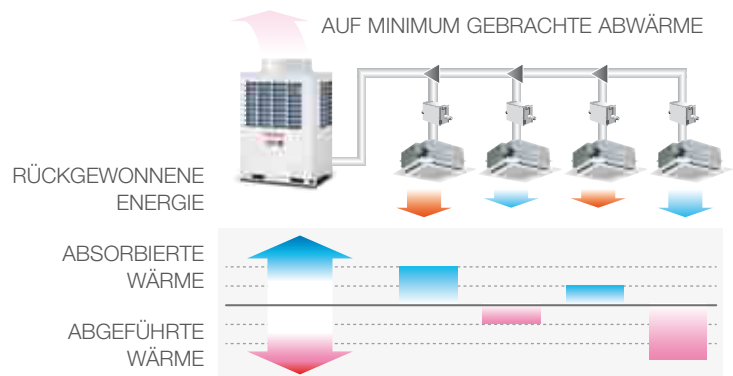 AUF MINIMUM GEBRACHTE ABWÄRME
RÜCKGEWONNENE
ENERGIE
ABSORBIERTE
WÄRME
ABGEFÜHRTE
WÄRME